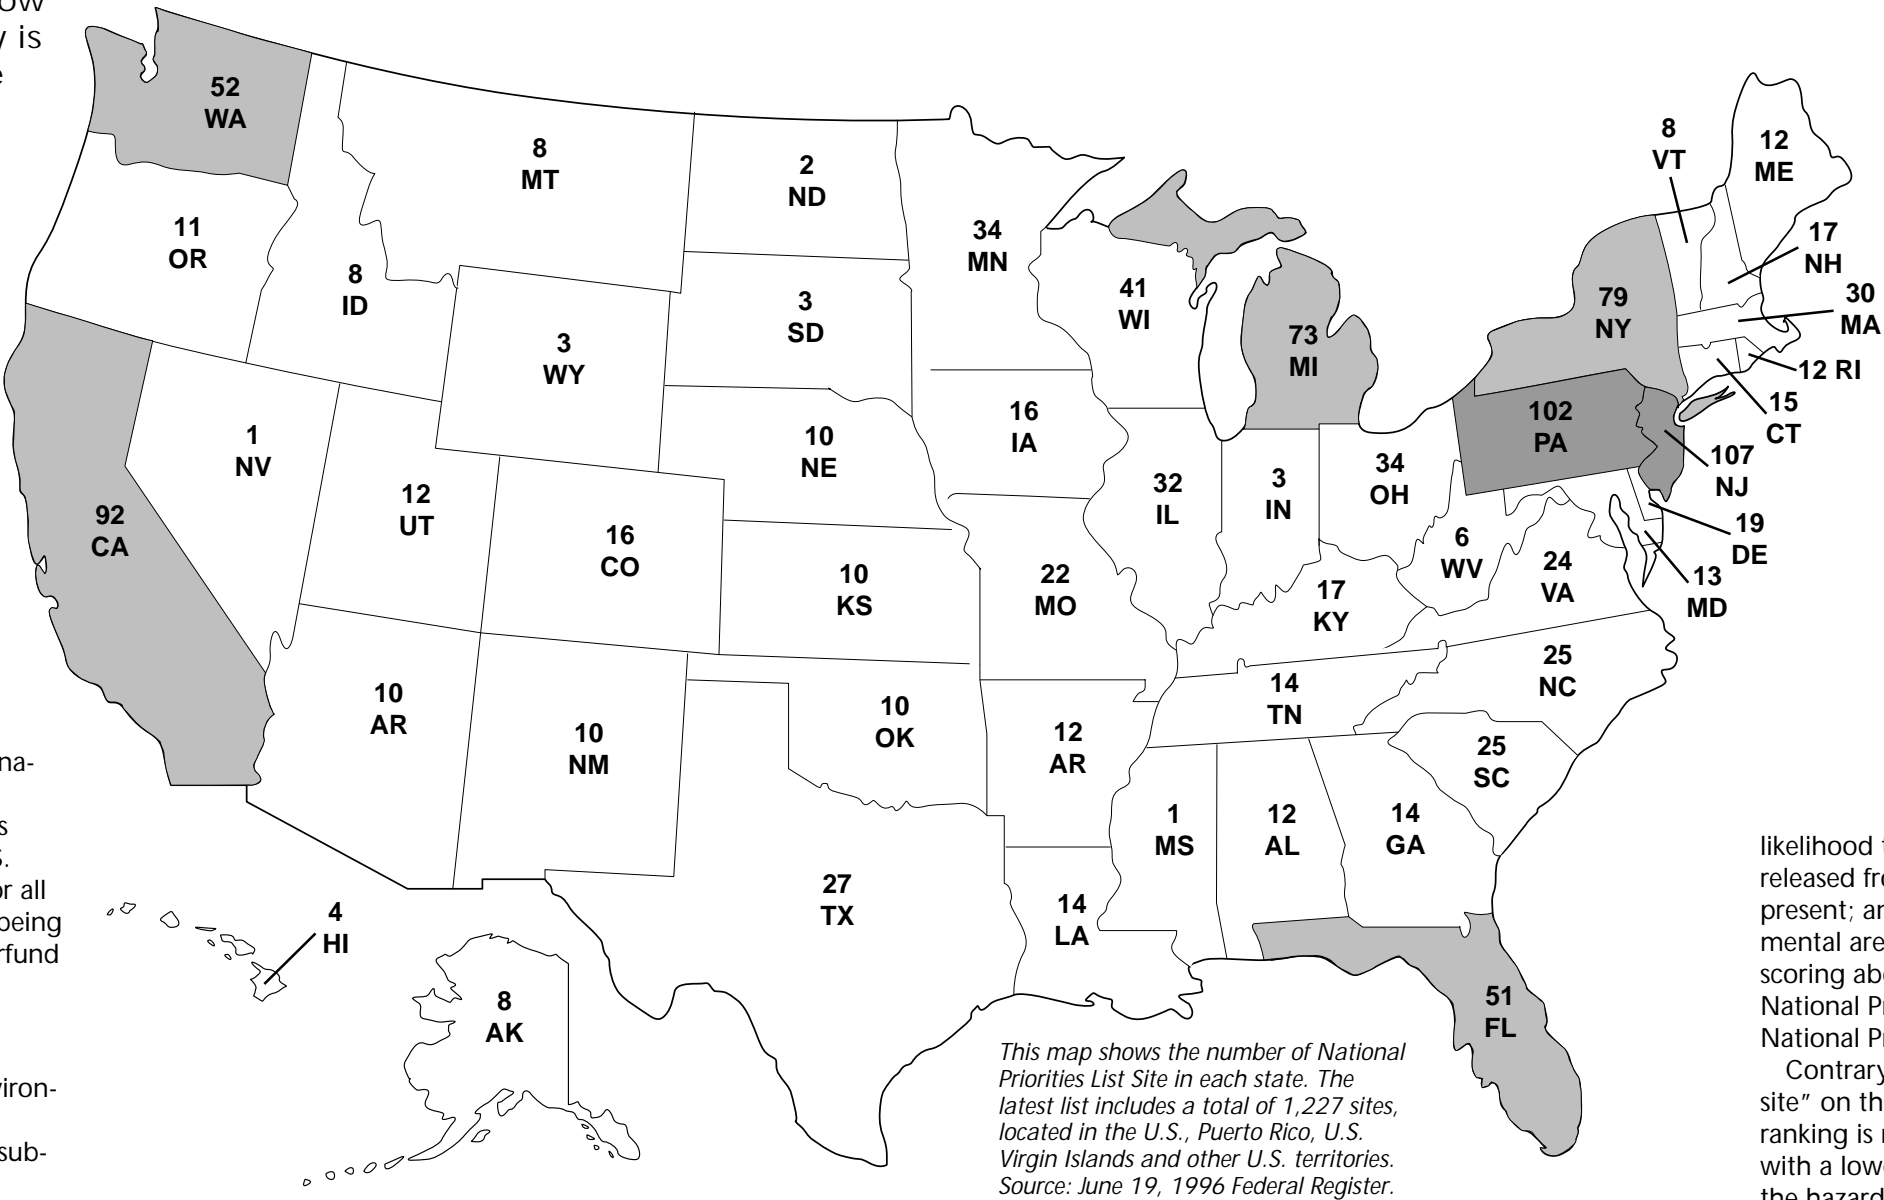 ow
y is
e
52
WA
8
MT
2
ND
34
MN
8
VT
12
ME
11
OR
8
ID
3
WY
3
SD
41
WI
73
MI
79
NY
17
NH
30
MA
12 RI
15
CT
107
NJ
19
DE
13
MD
1
NV
92
CA
12
UT
16
CO
10
NE
10
KS
16
IA
22
MO
32
IL
3
IN
34
OH
102
PA
6
WV
24
VA
17
KY
14
TN
25
NC
25
SC
10
AR
10
NM
10
OK
12
AR
1
MS
12
AL
14
GA
27
TX
14
LA
51
FL
4
HI
8
AK
na-
s
S.
or all
being
rfund
viron-
sub-
This map shows the number of National
Priorities List Site in each state. The
latest list includes a total of 1,227 sites,
located in the U.S., Puerto Rico, U.S.
Virgin Islands and other U.S. territories.
Source: June 19, 1996 Federal Register.
likelihood t
released fro
present; an
mental are
scoring abo
National Pr
National Pr
Contrary
site” on th
ranking is r
with a low
the hazard